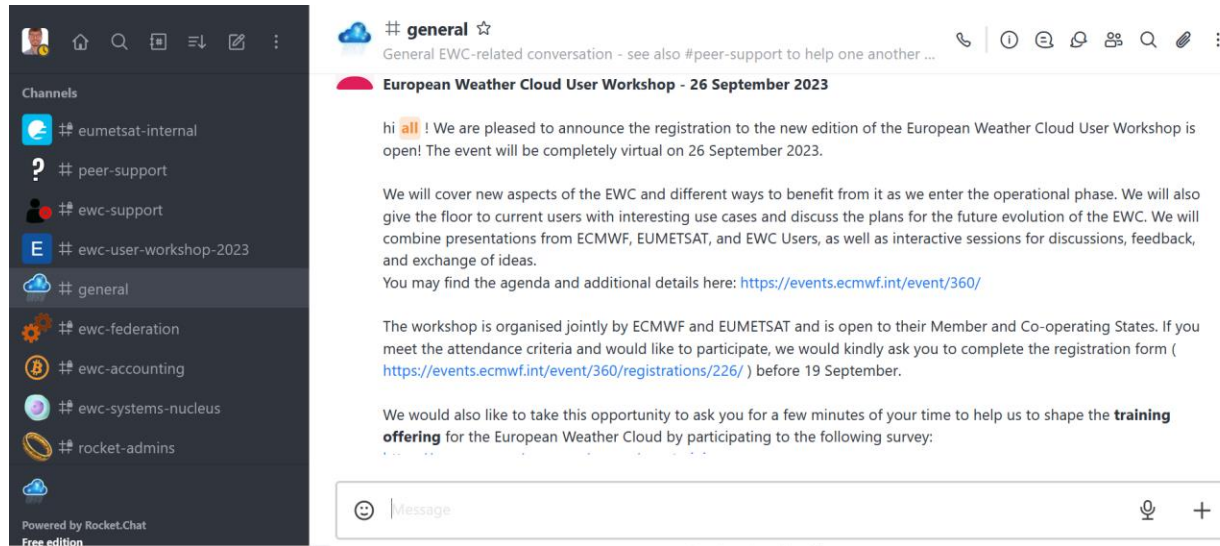 Channels
eumetsat-internal
peer-support
ewc-support
E ewc-user-workshop-2023
general
ewc-federation
ewc-accounting
ewc-systems-nucleus
rocket-admins
Powered by Rocket.Chat
Free edition
# general
General EWC-related conversation - see also #peer-support to help one another ...
European Weather Cloud User Workshop - 26 September 2023
hi all ! We are pleased to announce the registration to the new edition of the European Weather Cloud User Workshop is
open! The event will be completely virtual on 26 September 2023.
We will cover new aspects of the EWC and different ways to benefit from it as we enter the operational phase. We will also
give the floor to current users with interesting use cases and discuss the plans for the future evolution of the EWC. We will
combine presentations from ECMWF, EUMETSAT, and EWC Users, as well as interactive sessions for discussions, feedback,
and exchange of ideas.
You may find the agenda and additional details here: https://events.ecmwf.int/event/360/
The workshop is organised jointly by ECMWF and EUMETSAT and is open to their Member and Co-operating States. If you
meet the attendance criteria and would like to participate, we would kindly ask you to complete the registration form (
https://events.ecmwf.int/event/360/registrations/226/ ) before 19 September.
We would also like to take this opportunity to ask you for a few minutes of your time to help us to shape the training
offering for the European Weather Cloud by participating to the following survey:
Message